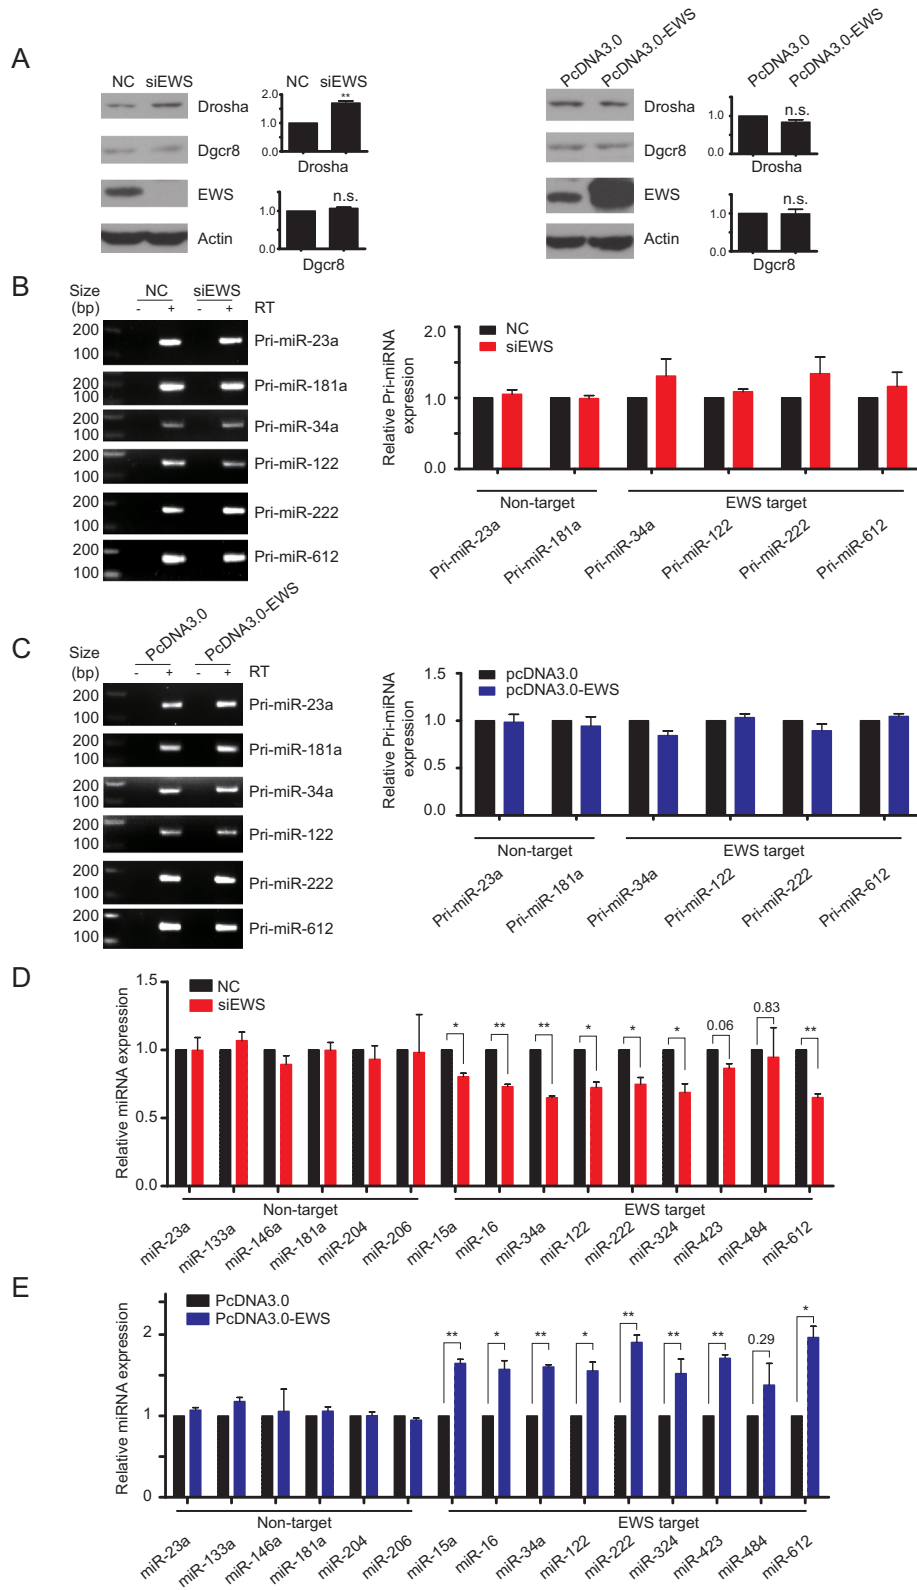 A
NC siEWS
Drosha
Dgcr8
EWS
Actin
NC siEWS
**
2.0
1.0
0.0
Drosha
n.s.
1.0
0.0
Dgcr8
PcDNA3.0
PcDNA3.0-EWS
Drosha
Dgcr8
EWS
Actin
PcDNA3.0
PcDNA3.0-EWS
n.s.
1.0
0.0
Drosha
n.s.
1.0
0.0
Dgcr8
B
Size
(bp)
NC siEWS
- + - + RT
200
100
Pri-miR-23a
200
100
Pri-miR-181a
200
100
Pri-miR-34a
200
100
Pri-miR-122
200
100
Pri-miR-222
200
100
Pri-miR-612
Relative Pri-miRNA
expression
2.0
1.0
0.0
NC
siEWS
Non-target
EWS target
Pri-miR-23a
Pri-miR-181a
Pri-miR-34a
Pri-miR-122
Pri-miR-222
Pri-miR-612
C
PcDNA3.0
PcDNA3.0-EWS
Size
(bp)
- + - + RT
200
100
Pri-miR-23a
200
100
Pri-miR-181a
200
100
Pri-miR-34a
200
100
Pri-miR-122
200
100
Pri-miR-222
200
100
Pri-miR-612
Relative Pri-miRNA
expression
1.5
1.0
0.5
0.0
pcDNA3.0
pcDNA3.0-EWS
Non-target
EWS target
Pri-miR-23a
Pri-miR-181a
Pri-miR-34a
Pri-miR-122
Pri-miR-222
Pri-miR-612
D
Relative miRNA expression
1.5
1.0
0.5
0.0
NC
siEWS
* ** ** * * * 0.06 0.83 **
Non-target
EWS target
miR-23a
miR-133a
miR-146a
miR-181a
miR-204
miR-206
miR-15a
miR-16
miR-34a
miR-122
miR-222
miR-324
miR-423
miR-484
miR-612
E
Relative miRNA expression
2
1
0
PcDNA3.0
PcDNA3.0-EWS
** * ** * ** ** ** 0.29 *
Non-target
EWS target
miR-23a
miR-133a
miR-146a
miR-181a
miR-204
miR-206
miR-15a
miR-16
miR-34a
miR-122
miR-222
miR-324
miR-423
miR-484
miR-612